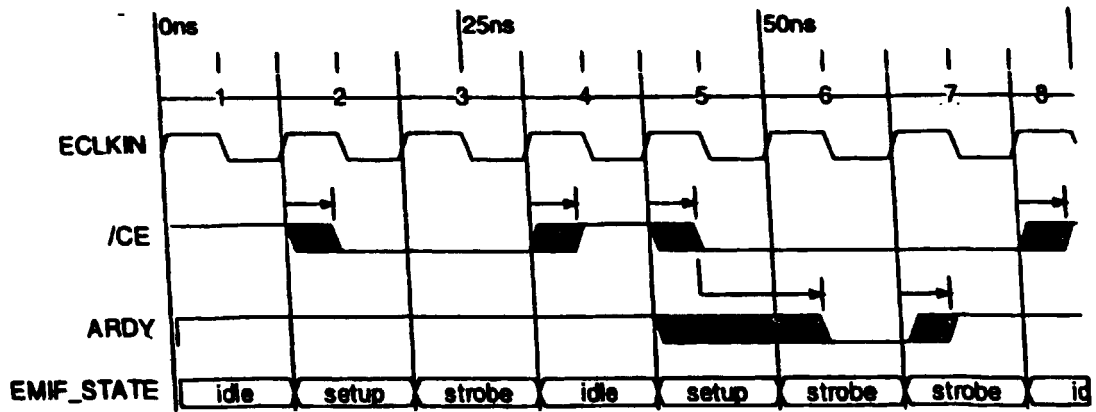 0ns 25ns 50ns
1 2 3 4 5 6 7 8
ECLKIN
/CE
ARDY
EMIF_STATE idle setup strobe idle setup strobe strobe id